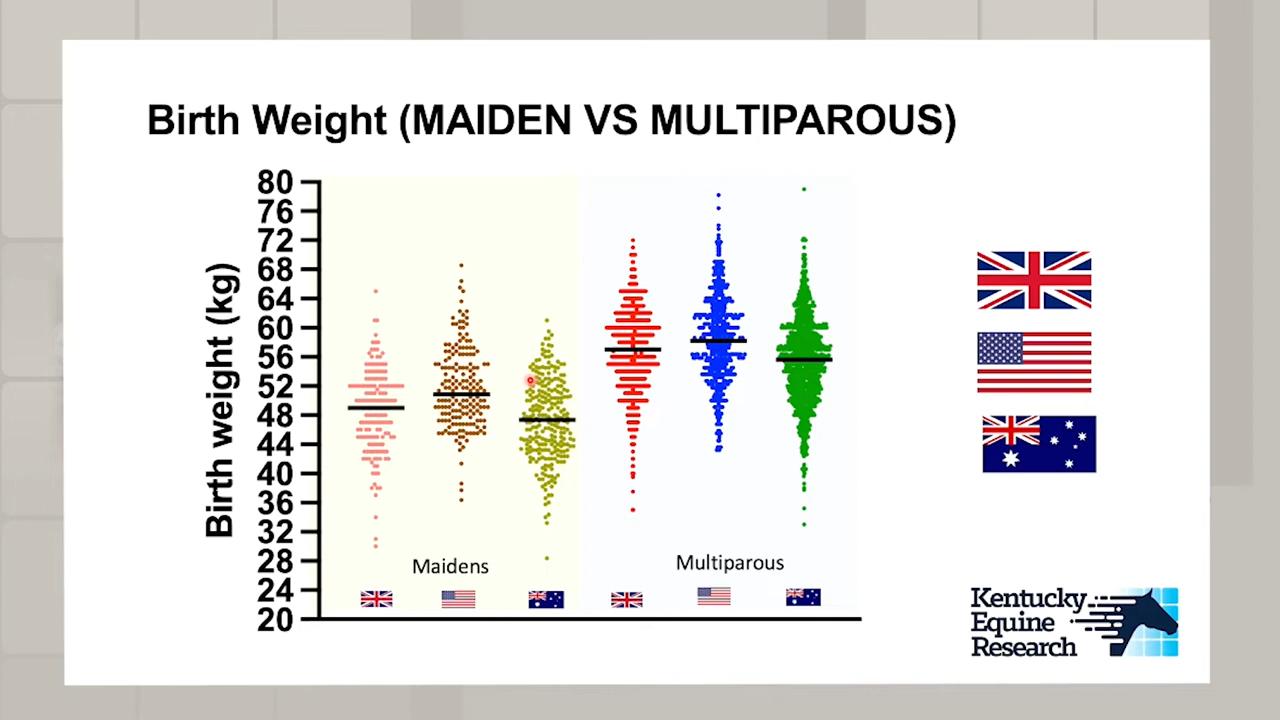 Birth Weight (MAIDEN VS MULTIPAROUS)
Birth weight (kg)
80
76
72
68
64
60
56
52
48
44
40
36
32
28
24
20
Maidens
Multiparous
Kentucky
Equine
Research